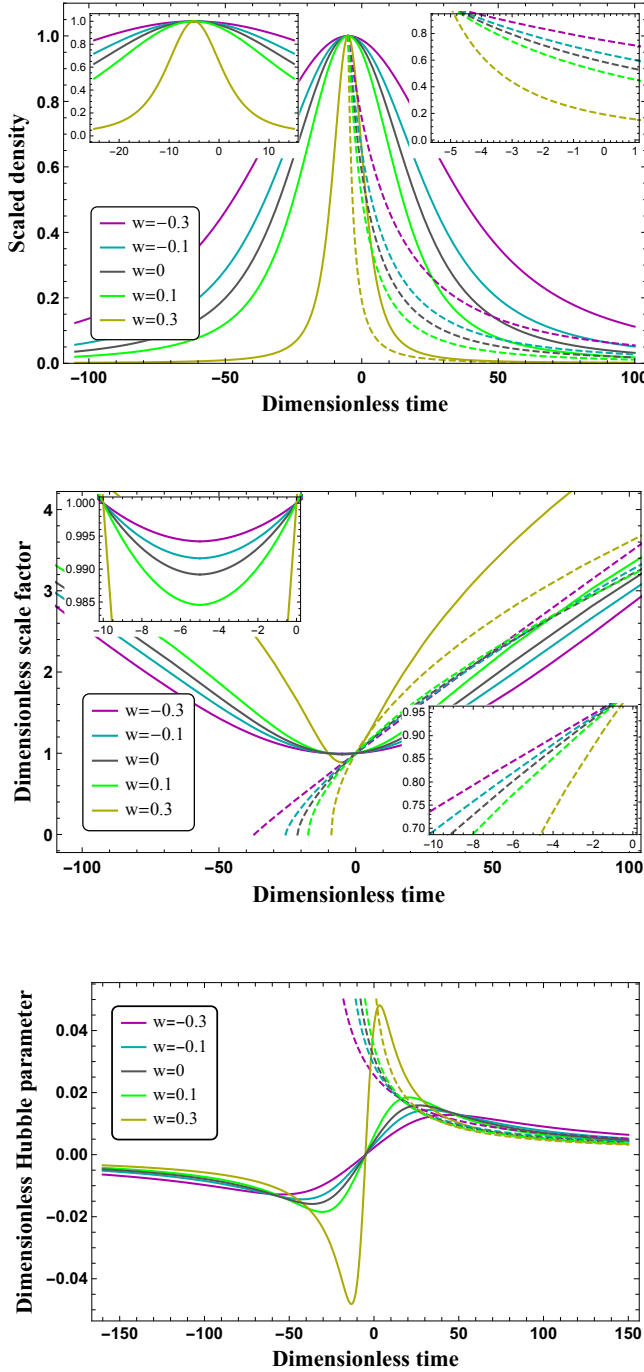 1.0
0.8
0.6
0.4
0.2
0.0
Scaled density
1.0
0.8
0.6
0.4
0.2
0.0
−20 −10 0 10
0.8
0.6
0.4
0.2
0.0
−5 −4 −3 −2 −1 0 1
w=−0.3
w=−0.1
w=0
w=0.1
w=0.3
−100 −50 0 50 100
Dimensionless time
4
3
2
1
0
Dimensionless scale factor
1.000
0.995
0.990
0.985
−10 −8 −6 −4 −2 0
w=−0.3
w=−0.1
w=0
w=0.1
w=0.3
0.95
0.90
0.85
0.80
0.75
0.70
−10 −8 −6 −4 −2 0
−100 −50 0 50 100
Dimensionless time
0.04
0.02
0.00
−0.02
−0.04
Dimensionless Hubble parameter
w=−0.3
w=−0.1
w=0
w=0.1
w=0.3
−150 −100 −50 0 50 100 150
Dimensionless time